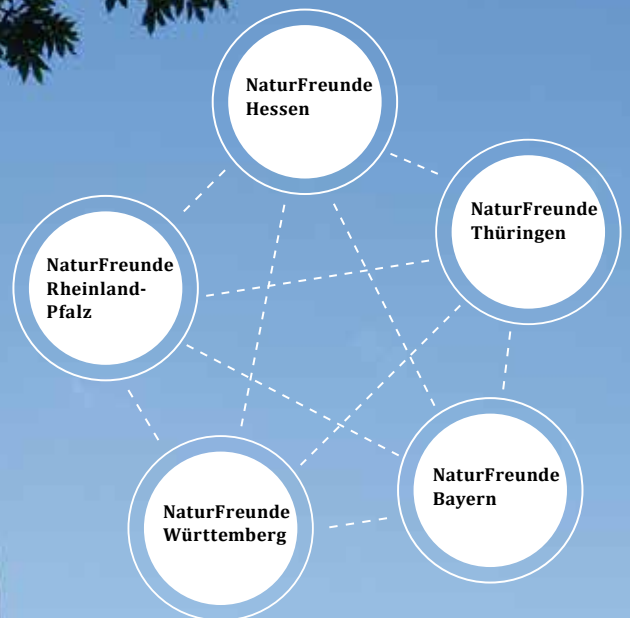 NaturFreunde
Hessen
NaturFreunde
Thüringen
NaturFreunde
Rheinland-
Pfalz
NaturFreunde
Bayern
NaturFreunde
Württemberg